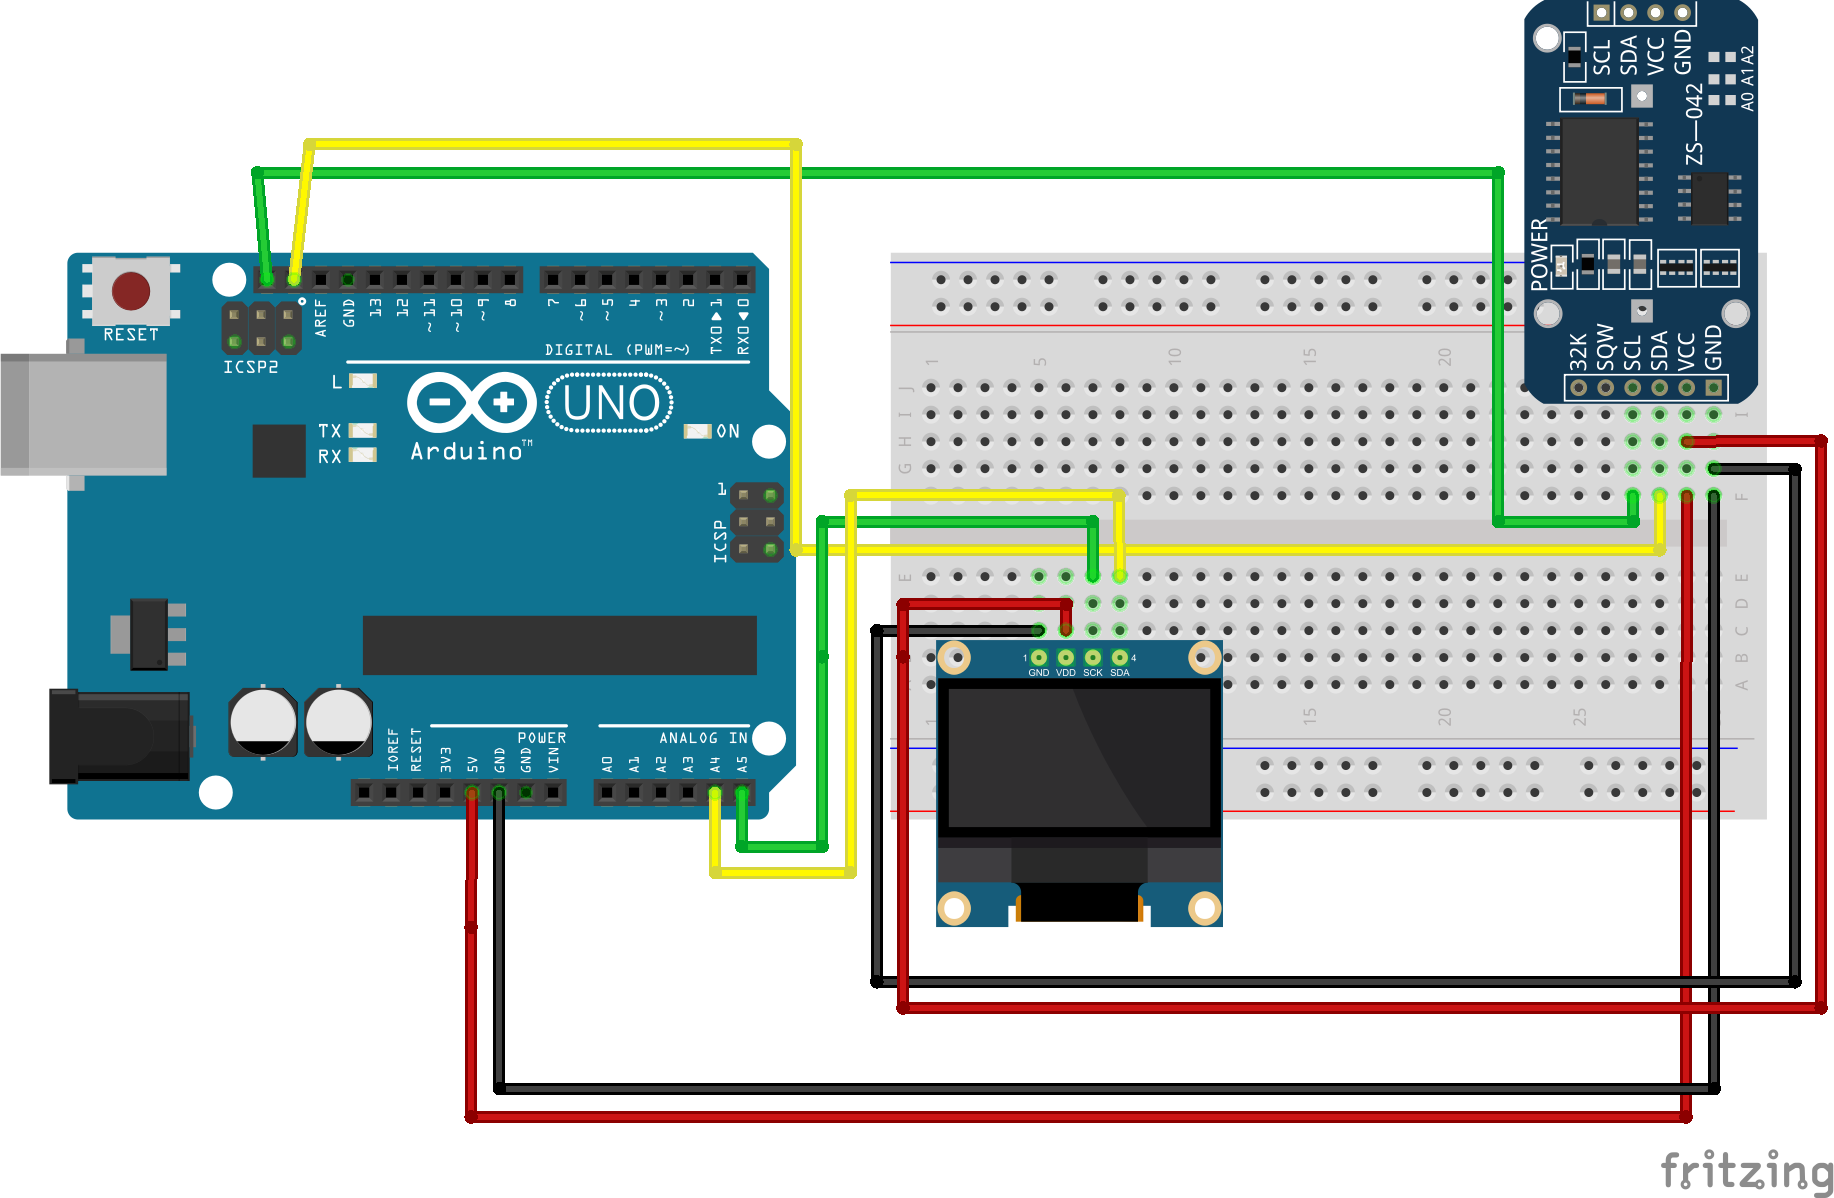 SCL
SDA
VCC
GND
A0 A1 A2
ZS-042
POWER
32K
SQW
SCL
SDA
VCC
GND
RESET
ICSP2
AREF
GND
13
12
~11
~10
~9
8
7
~6
~5
4
~3
2
TX0▶1
RX0◀0
DIGITAL (PWM=~)
L
TX
RX
UNO
Arduino™
ON
1
ICSP
IOREF
RESET
3V3
5V
GND
GND
VIN
POWER
A0
A1
A2
A3
A4
A5
ANALOG IN
1
5
10
15
20
J
I
H
G
F
I
F
E
E
D
D
C
C
B
B
A
1
15
20
25
1
4
GND VDD SCK SDA
fritzing